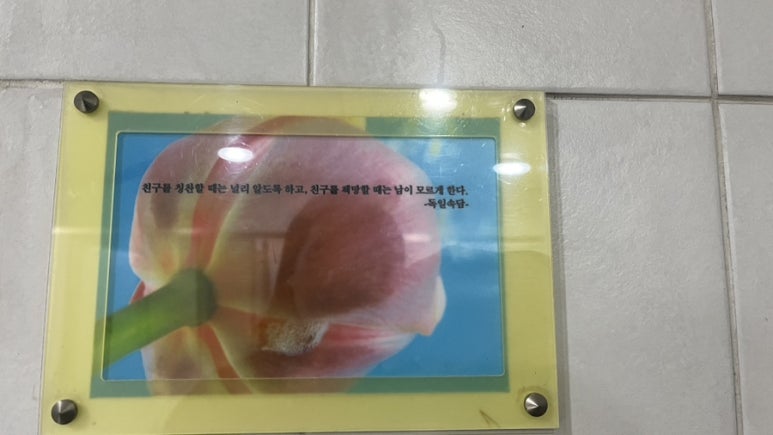 친구를 칭찬할 때는 널리 알도록 하고, 친구를 책망할 때는 남이 모르게 한다.
-독일속담-